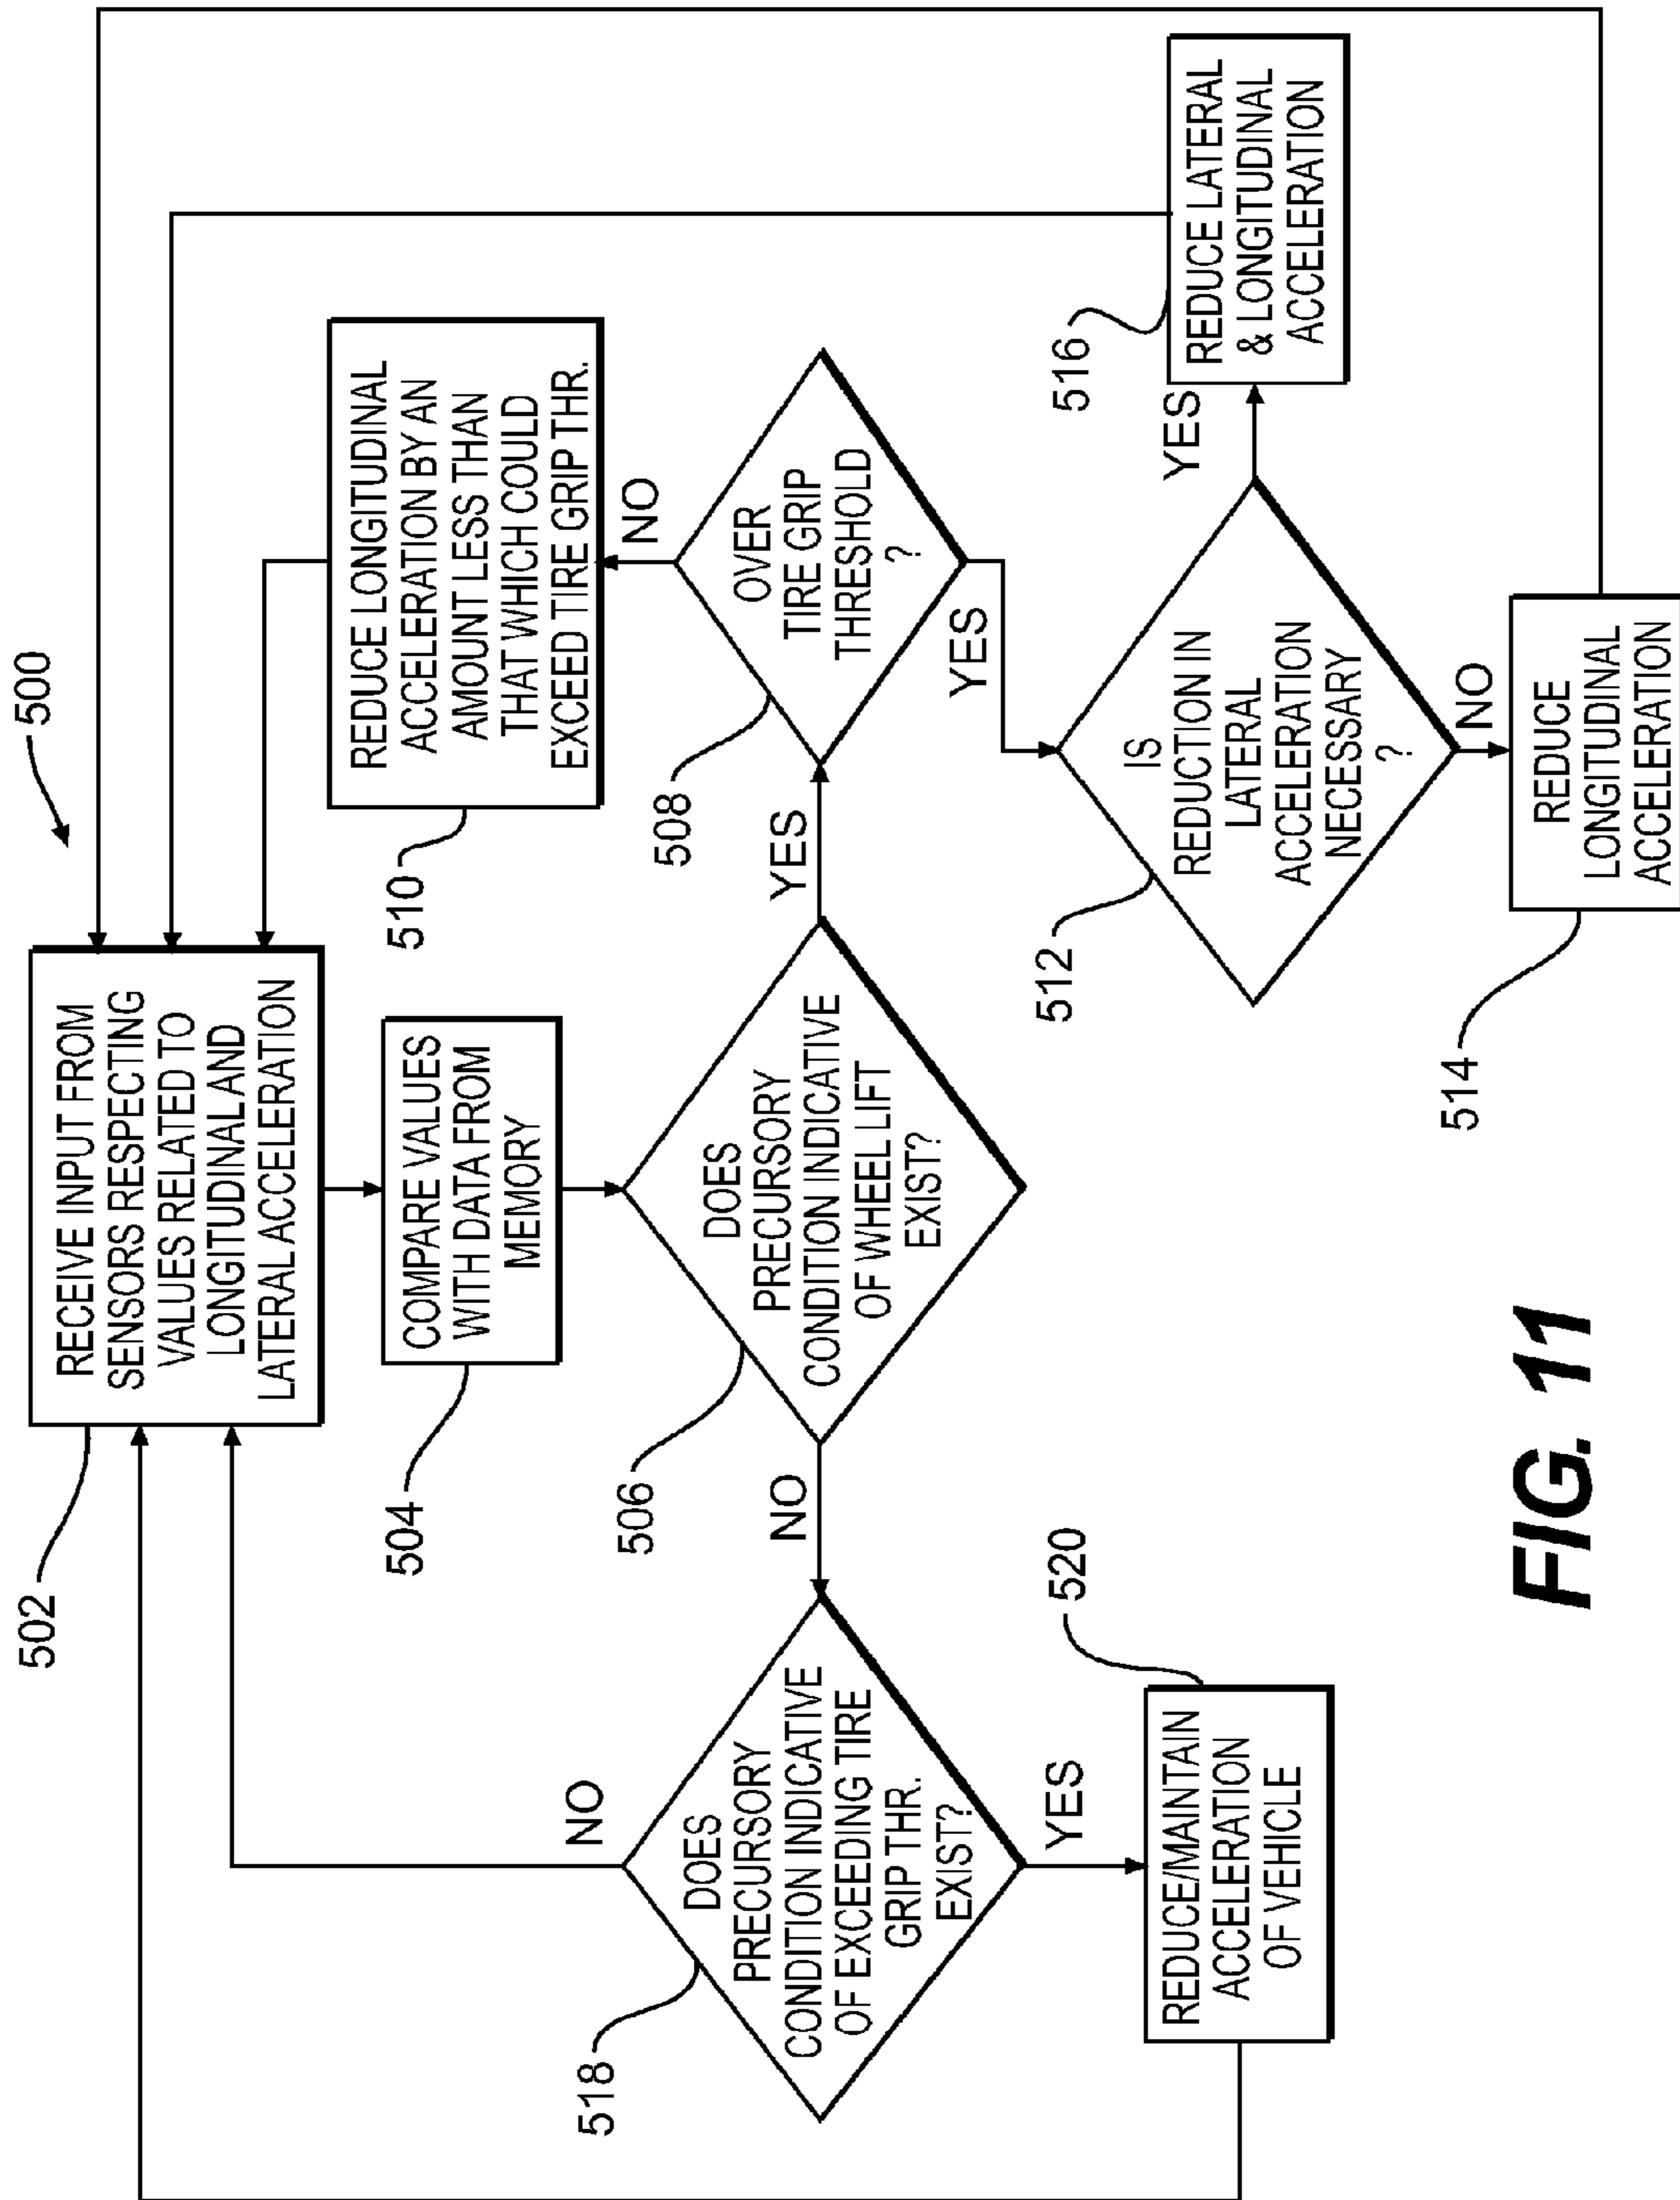 500
502
RECEIVE INPUT FROM
SENSORS RESPECTING
VALUES RELATED TO
LONGITUDINAL AND
LATERAL ACCELERATION
504
COMPARE VALUES
WITH DATA FROM
MEMORY
506
DOES
PRECURSORY
CONDITION INDICATIVE
OF WHEEL LIFT
EXIST?
YES
NO
508
OVER
TIRE GRIP
THRESHOLD
?
NO
YES
510
REDUCE LONGITUDINAL
ACCELERATION BY AN
AMOUNT LESS THAN
THAT WHICH COULD
EXCEED TIRE GRIP THR.
512
IS
REDUCTION IN
LATERAL
ACCELERATION
NECESSARY
?
YES
NO
514
REDUCE
LONGITUDINAL
ACCELERATION
516
REDUCE LATERAL
& LONGITUDINAL
ACCELERATION
518
DOES
PRECURSORY
CONDITION INDICATIVE
OF EXCEEDING TIRE
GRIP THR.
EXIST?
NO
YES
520
REDUCE/MAINTAIN
ACCELERATION
OF VEHICLE
FIG. 11